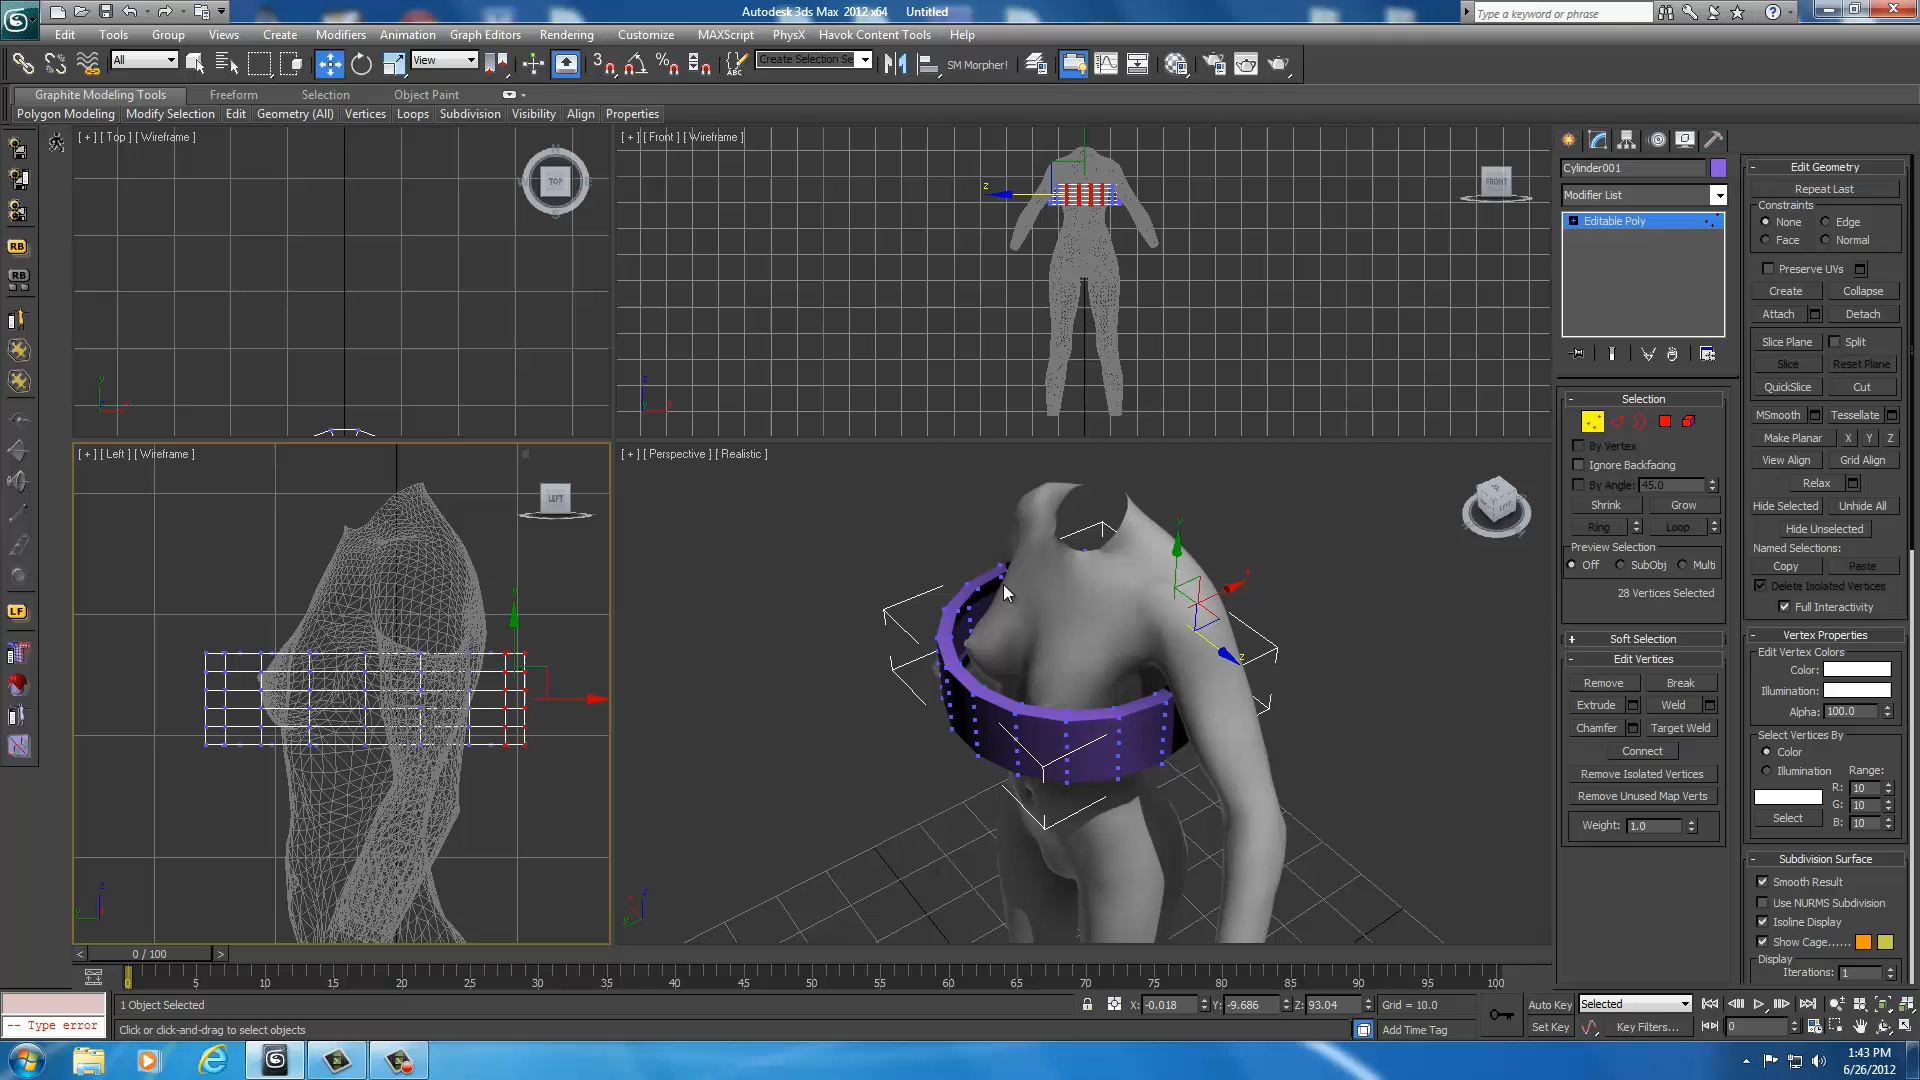 Autodesk 3ds Max 2012 x64 Untitled
Type a keyword or phrase
Edit Tools Group Views Create Modifiers Animation Graph Editors Rendering Customize MAXScript PhysX Havok Content Tools Help
All View 3 Create Selection Se SM Morpher!
Graphite Modeling Tools Freeform Selection Object Paint
Polygon Modeling Modify Selection Edit Geometry (All) Vertices Loops Subdivision Visibility Align Properties
[ + ] [ Top ] [ Wireframe ]
TOP
[ + ] [ Front ] [ Wireframe ]
FRONT
[ + ] [ Left ] [ Wireframe ]
LEFT
[ + ] [ Perspective ] [ Realistic ]
RB
RB
LF
Cylinder001
Modifier List
Editable Poly
Selection
By Vertex
Ignore Backfacing
By Angle: 45.0
Shrink Grow
Ring Loop
Preview Selection
Off SubObj Multi
28 Vertices Selected
Soft Selection
Edit Vertices
Remove Break
Extrude Weld
Chamfer Target Weld
Connect
Remove Isolated Vertices
Remove Unused Map Verts
Weight: 1.0
Edit Geometry
Repeat Last
Constraints
None Edge
Face Normal
Preserve UVs
Create Collapse
Attach Detach
Slice Plane Split
Slice Reset Plane
QuickSlice Cut
MSmooth Tessellate
Make Planar X Y Z
View Align Grid Align
Relax
Hide Selected Unhide All
Hide Unselected
Named Selections:
Copy Paste
Delete Isolated Vertices
Full Interactivity
Vertex Properties
Edit Vertex Colors
Color:
Illumination:
Alpha: 100.0
Select Vertices By
Color
Illumination Range:
R: 10
G: 10
Select B: 10
Subdivision Surface
Smooth Result
Use NURMS Subdivision
Isoline Display
Show Cage......
Display
Iterations: 1
< 0 / 100 >
0 5 10 15 20 25 30 35 40 45 50 55 60 65 70 75 80 85 90 95 100
1 Object Selected X: -0.018 Y: -9.686 Z: 93.04 Grid = 10.0 Auto Key Selected
-- Type error Click or click-and-drag to select objects Add Time Tag Set Key Key Filters... 0
1:43 PM
6/26/2012